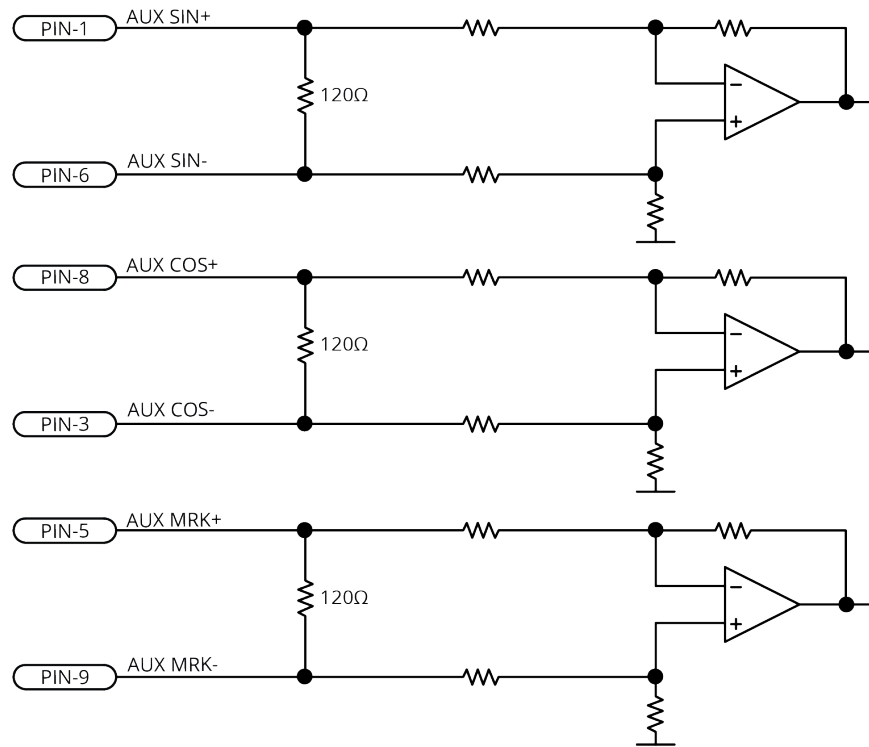 PIN-1 AUX SIN+
120Ω
−
+
PIN-6 AUX SIN-
PIN-8 AUX COS+
120Ω
−
+
PIN-3 AUX COS-
PIN-5 AUX MRK+
120Ω
−
+
PIN-9 AUX MRK-